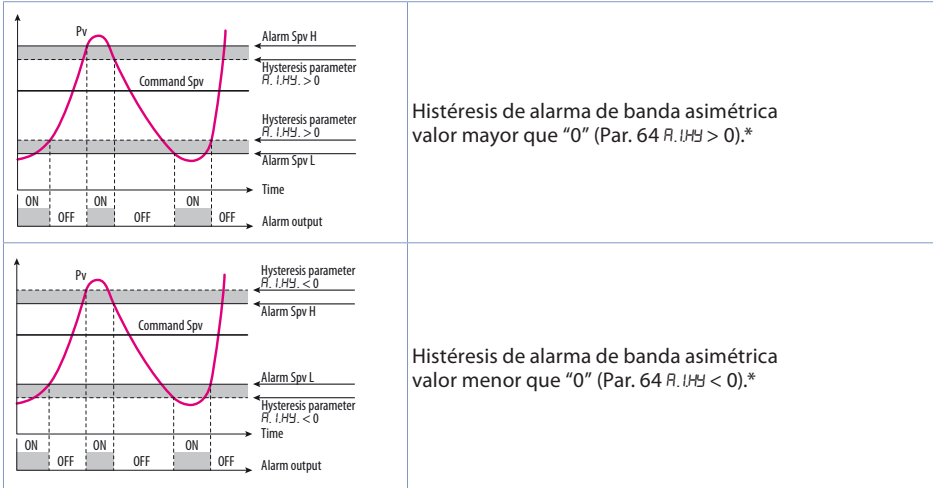 Pv
Alarm Spv H
Hysteresis parameter
A.1.HY. > 0
Command Spv
Hysteresis parameter
A.1.HY. > 0
Alarm Spv L
Time
ON
OFF
ON
OFF
ON
OFF
Alarm output
Histéresis de alarma de banda asimétrica
valor mayor que “0” (Par. 64 A.1.HY > 0).*
Pv
Hysteresis parameter
A.1.HY. < 0
Alarm Spv H
Command Spv
Alarm Spv L
Hysteresis parameter
A.1.HY. < 0
Time
ON
OFF
ON
OFF
ON
OFF
Alarm output
Histéresis de alarma de banda asimétrica
valor menor que “0” (Par. 64 A.1.HY < 0).*